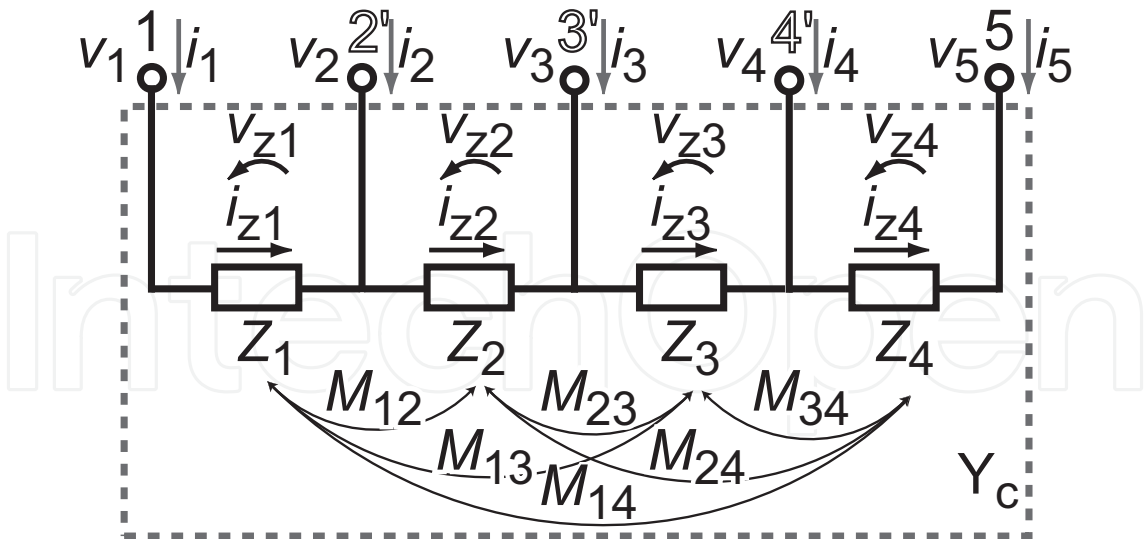 v1 1 i1 v2 2' i2 v3 3' i3 v4 4' i4 v5 5 i5
vz1 vz2 vz3 vz4
iz1 iz2 iz3 iz4
IntechOpen
Z1 Z2 Z3 Z4
M12 M23 M34
M13 M24
M14
Yc